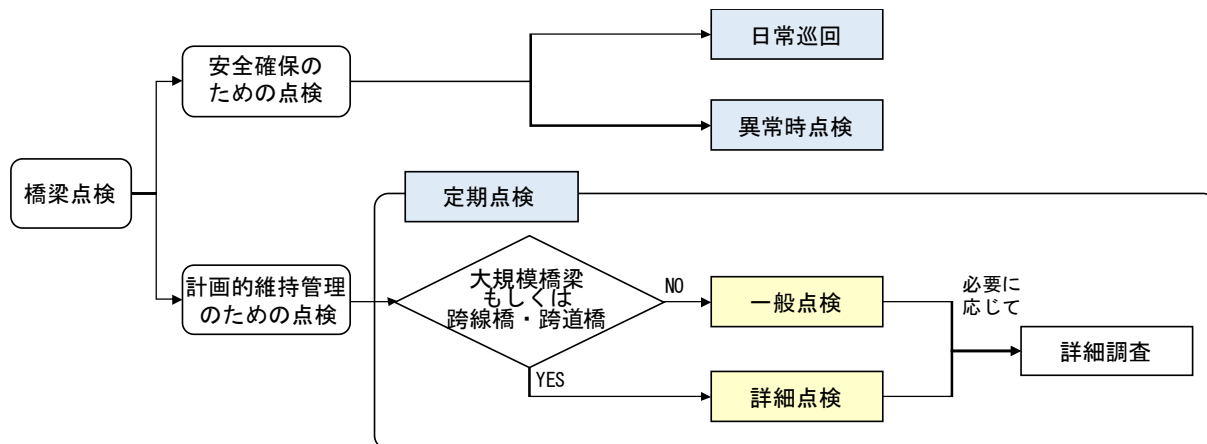 日常巡回
安全確保の
ための点検
異常時点検
橋梁点検
定期点検
計画的維持管理
のための点検
大規模橋梁
もしくは
跨線橋・跨道橋
NO
一般点検
必要に
応じて
詳細調査
YES
詳細点検